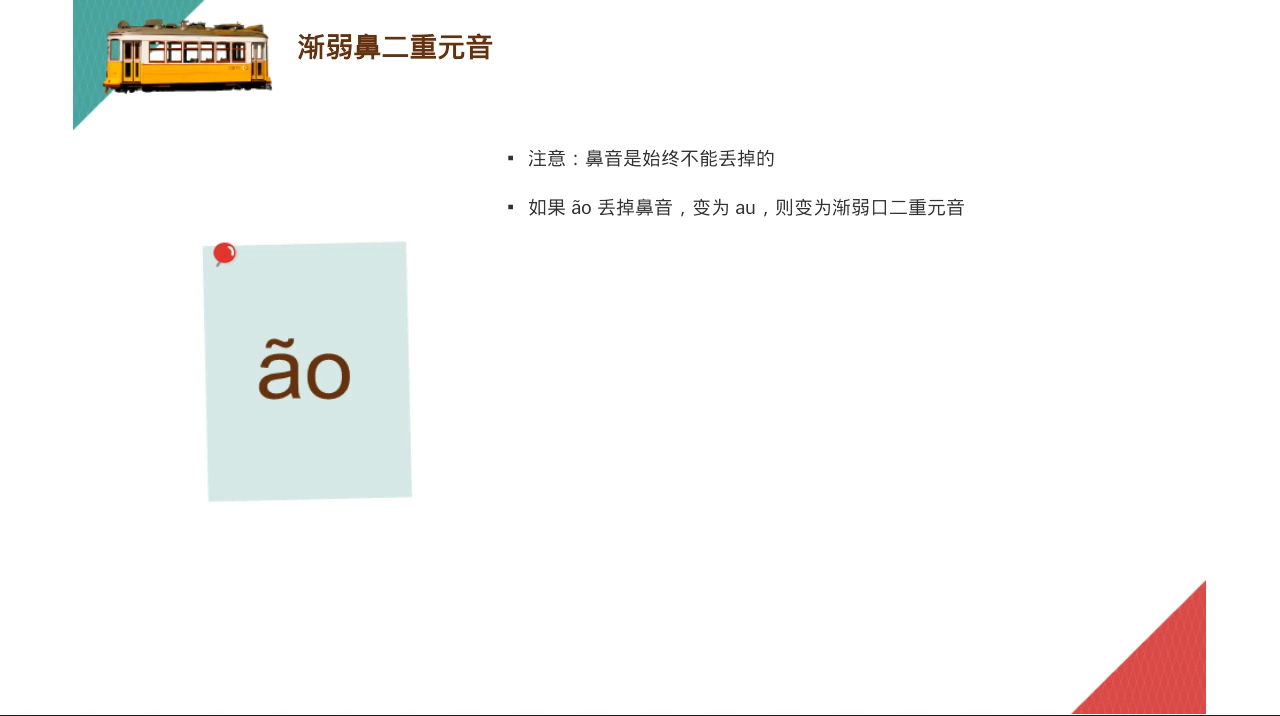 渐弱鼻二重元音
▪ 注意：鼻音是始终不能丢掉的
▪ 如果 ão 丢掉鼻音，变为 au，则变为渐弱口二重元音
ão